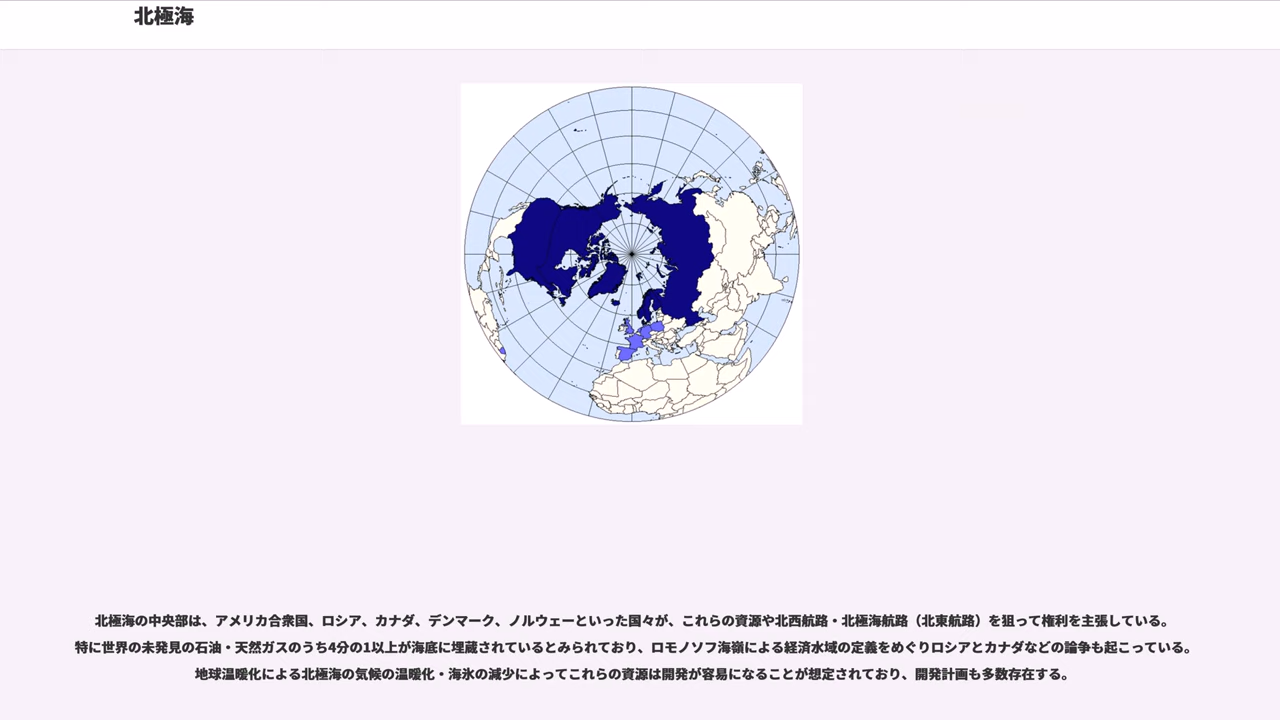 北極海
北極海の中央部は、アメリカ合衆国、ロシア、カナダ、デンマーク、ノルウェーといった国々が、これらの資源や北西航路・北極海航路（北東航路）を狙って権利を主張している。
特に世界の未発見の石油・天然ガスのうち4分の1以上が海底に埋蔵されているとみられており、ロモノソフ海嶺による経済水域の定義をめぐりロシアとカナダなどの論争も起こっている。
地球温暖化による北極海の気候の温暖化・海氷の減少によってこれらの資源は開発が容易になることが想定されており、開発計画も多数存在する。